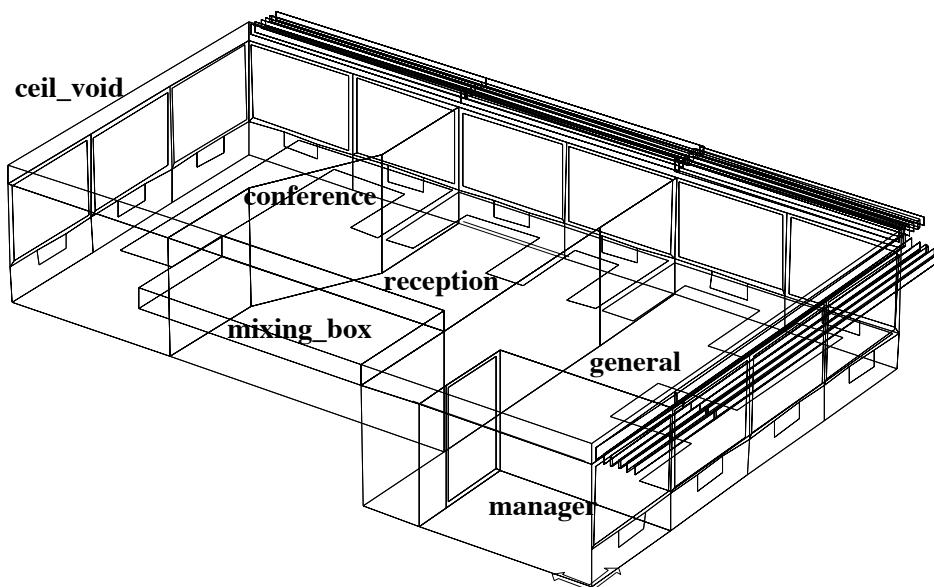 ceil_void
conference
reception
mixing_box
general
manager